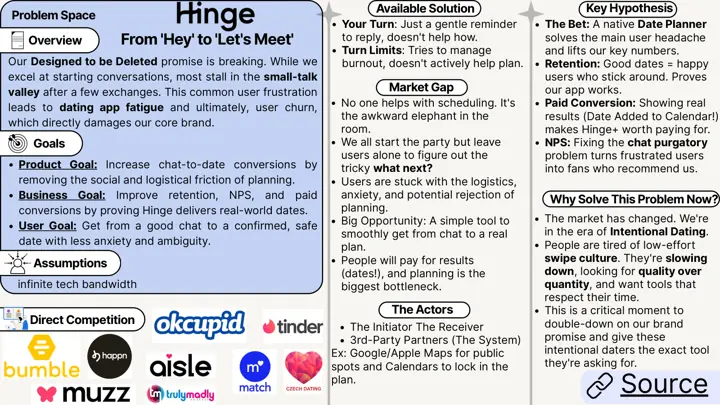 Problem Space
Hinge
Overview
From 'Hey' to 'Let's Meet'
Our Designed to be Deleted promise is breaking. While we
excel at starting conversations, most stall in the small-talk
valley after a few exchanges. This common user frustration
leads to dating app fatigue and ultimately, user churn,
which directly damages our core brand.
Goals
• Product Goal: Increase chat-to-date conversions by
removing the social and logistical friction of planning.
• Business Goal: Improve retention, NPS, and paid
conversions by proving Hinge delivers real-world dates.
• User Goal: Get from a good chat to a confirmed, safe
date with less anxiety and ambiguity.
Assumptions
infinite tech bandwidth
Direct Competition
okcupid
tinder
bumble
happn
aisle
match
CZECH DATING
muzz
tm trulymadly
Available Solution
• Your Turn: Just a gentle reminder
to reply, doesn't help how.
• Turn Limits: Tries to manage
burnout, doesn't actively help plan.
Market Gap
• No one helps with scheduling. It's
the awkward elephant in the
room.
• We all start the party but leave
users alone to figure out the
tricky what next?
• Users are stuck with the logistics,
anxiety, and potential rejection of
planning.
• Big Opportunity: A simple tool to
smoothly get from chat to a real
plan.
• People will pay for results
(dates!), and planning is the
biggest bottleneck.
The Actors
• The Initiator The Receiver
• 3rd-Party Partners (The System)
Ex: Google/Apple Maps for public
spots and Calendars to lock in the
plan.
Key Hypothesis
• The Bet: A native Date Planner
solves the main user headache
and lifts our key numbers.
• Retention: Good dates = happy
users who stick around. Proves
our app works.
• Paid Conversion: Showing real
results (Date Added to Calendar!)
makes Hinge+ worth paying for.
• NPS: Fixing the chat purgatory
problem turns frustrated users
into fans who recommend us.
Why Solve This Problem Now?
• The market has changed. We're
in the era of Intentional Dating.
• People are tired of low-effort
swipe culture. They're slowing
down, looking for quality over
quantity, and want tools that
respect their time.
• This is a critical moment to
double-down on our brand
promise and give these
intentional daters the exact tool
they're asking for.
Source